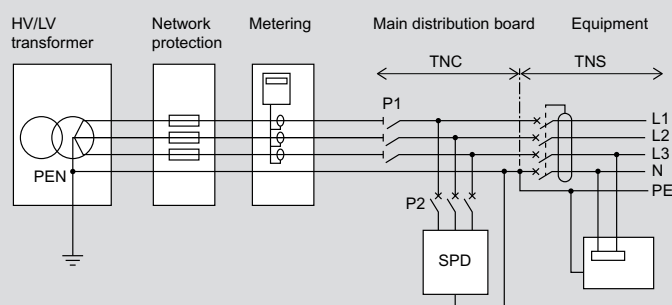 HV/LV
transformer
Network
protection
Metering
Main distribution board
Equipment
TNC
TNS
P1
L1
L2
L3
N
PE
PEN
P2
SPD